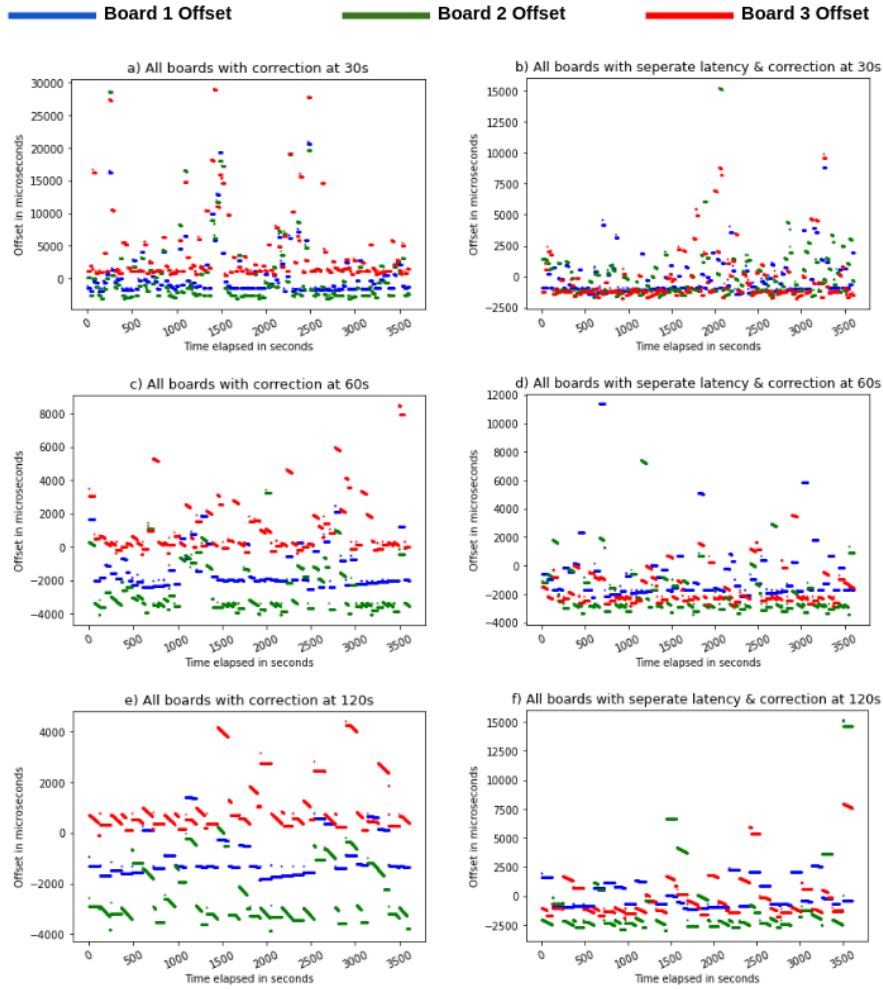 Board 1 Offset Board 2 Offset Board 3 Offset
a) All boards with correction at 30s
30000
25000
20000
15000
10000
5000
0
Offset in microseconds
0 500 1000 1500 2000 2500 3000 3500
Time elapsed in seconds
b) All boards with seperate latency & correction at 30s
15000
12500
10000
7500
5000
2500
0
−2500
Offset in microseconds
0 500 1000 1500 2000 2500 3000 3500
Time elapsed in seconds
c) All boards with correction at 60s
8000
6000
4000
2000
0
−2000
−4000
Offset in microseconds
0 500 1000 1500 2000 2500 3000 3500
Time elapsed in seconds
d) All boards with seperate latency & correction at 60s
12000
10000
8000
6000
4000
2000
0
−2000
−4000
Offset in microseconds
0 500 1000 1500 2000 2500 3000 3500
Time elapsed in seconds
e) All boards with correction at 120s
4000
2000
0
−2000
−4000
Offset in microseconds
0 500 1000 1500 2000 2500 3000 3500
Time elapsed in seconds
f) All boards with seperate latency & correction at 120s
15000
12500
10000
7500
5000
2500
0
−2500
Offset in microseconds
0 500 1000 1500 2000 2500 3000 3500
Time elapsed in seconds